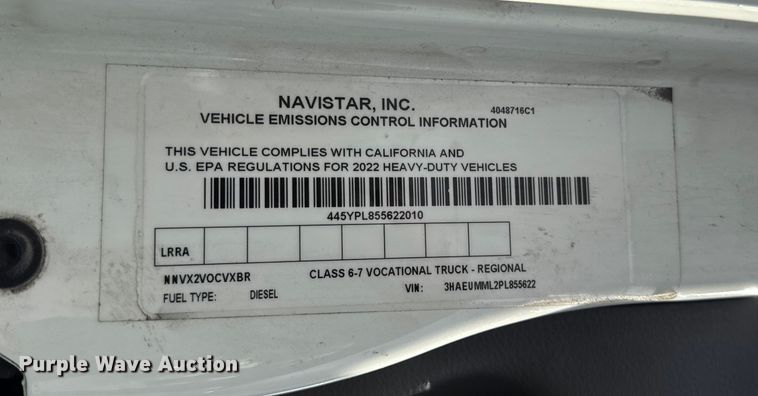 NAVISTAR, INC.
4048716C1
VEHICLE EMISSIONS CONTROL INFORMATION
THIS VEHICLE COMPLIES WITH CALIFORNIA AND
U.S. EPA REGULATIONS FOR 2022 HEAVY-DUTY VEHICLES
445YPL855622010
LRRA
NNVX2VOCVXBR
CLASS 6-7 VOCATIONAL TRUCK - REGIONAL
FUEL TYPE: DIESEL VIN: 3HAEUMML2PL855622
Purple Wave Auction